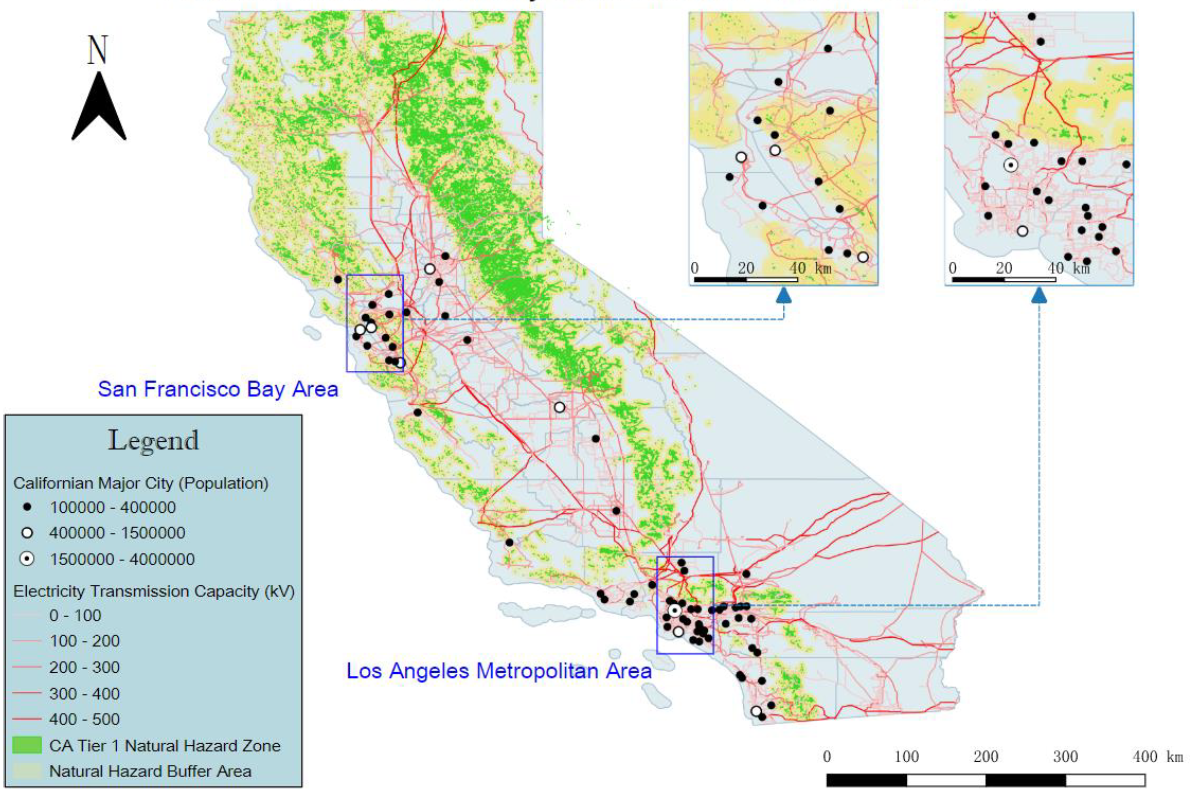 N
0 20 40 km
0 20 40 km
San Francisco Bay Area
Los Angeles Metropolitan Area
Legend
Californian Major City (Population)
100000 - 400000
400000 - 1500000
1500000 - 4000000
Electricity Transmission Capacity (kV)
0 - 100
100 - 200
200 - 300
300 - 400
400 - 500
CA Tier 1 Natural Hazard Zone
Natural Hazard Buffer Area
0 100 200 300 400 km